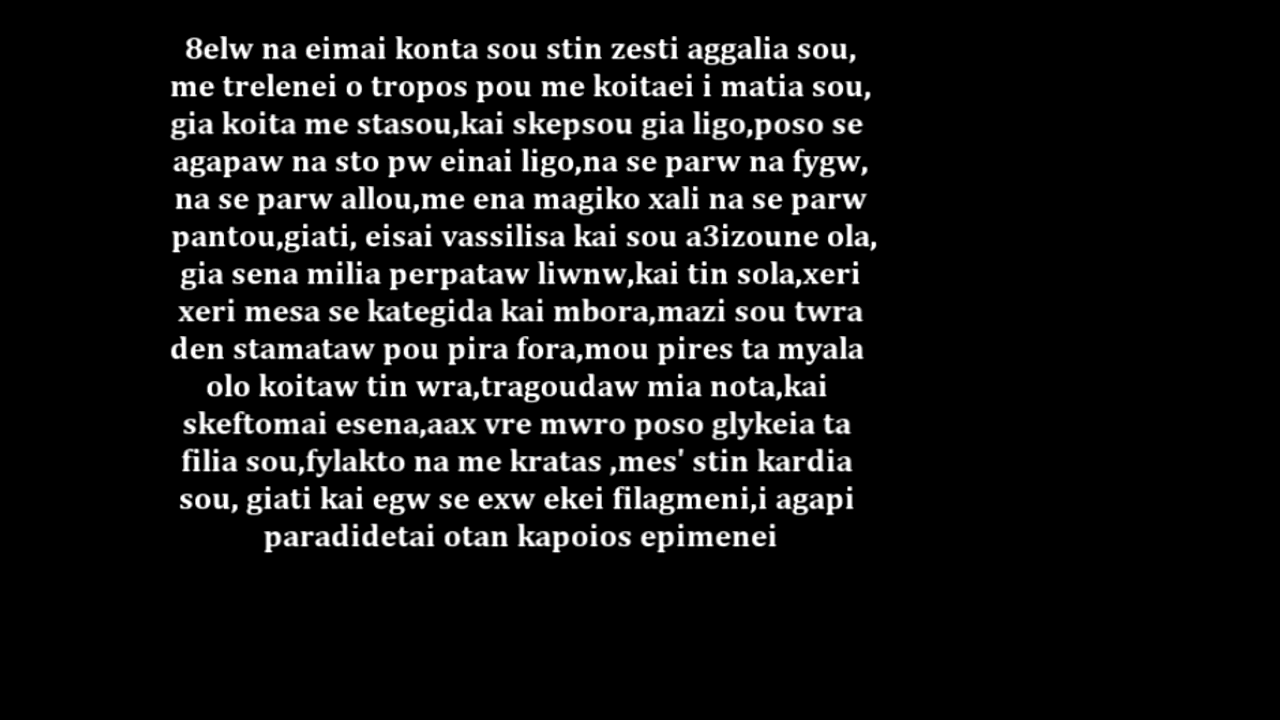 8elw na eimai konta sou stin zesti aggalia sou,
me trelenei o tropos pou me koitaei i matia sou,
gia koita me stasou,kai skepsou gia ligo,poso se
agapaw na sto pw einai ligo,na se parw na fygw,
na se parw allou,me ena magiko xali na se parw
pantou,giati, eisai vassilisa kai sou a3izoune ola,
gia sena milia perpataw liwnw,kai tin sola,xeri
xeri mesa se kategida kai mbora,mazi sou twra
den stamataw pou pira fora,mou pires ta myala
olo koitaw tin wra,tragoudaw mia nota,kai
skeftomai esena,aax vre mwro poso glykeia ta
filia sou,fylakto na me kratas ,mes' stin kardia
sou, giati kai egw se exw ekei filagmeni,i agapi
paradidetai otan kapoios epimenei